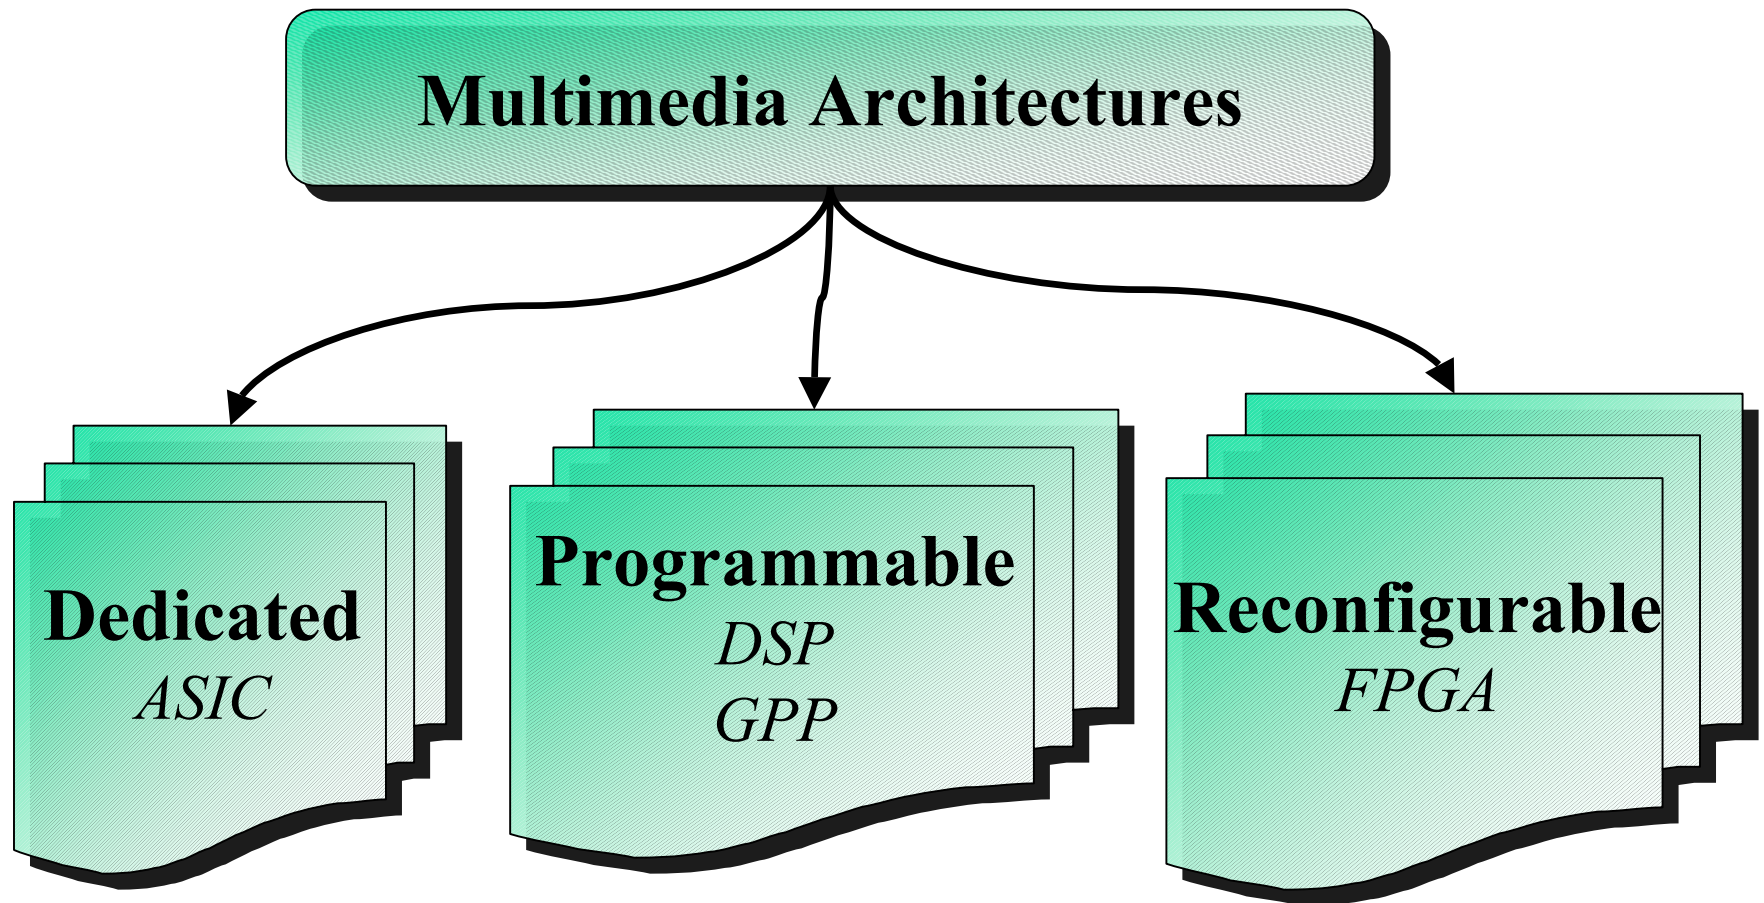 Multimedia Architectures
Dedicated
ASIC
Programmable
DSP
GPP
Reconfigurable
FPGA